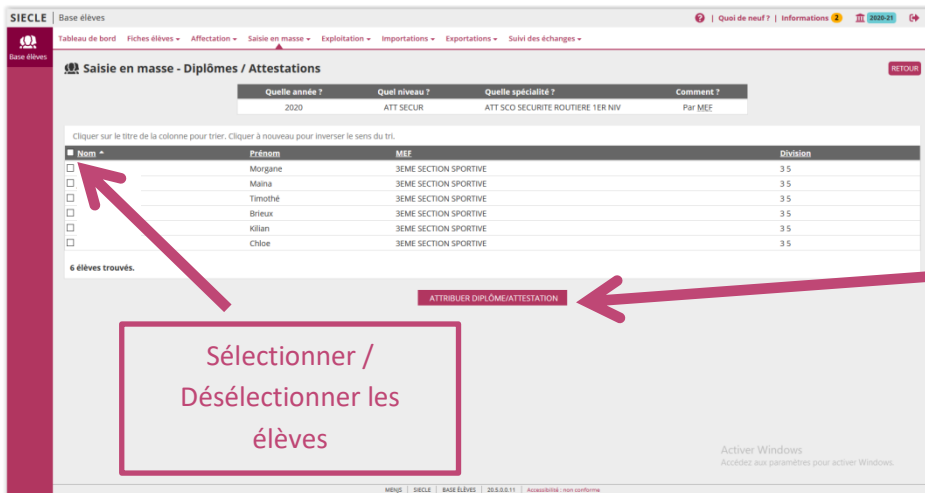 SIECLE Base élèves ? | Quoi de neuf ? | Informations 2 2020-21
Base élèves
Tableau de bord Fiches élèves Affectation Saisie en masse Exploitation Importations Exportations Suivi des échanges
Saisie en masse - Diplômes / Attestations RETOUR
Quelle année ? Quel niveau ? Quelle spécialité ? Comment ?
2020 ATT SECUR ATT SCO SECURITE ROUTIERE 1ER NIV Par MEF
Cliquer sur le titre de la colonne pour trier. Cliquer à nouveau pour inverser le sens du tri.
Nom Prénom MEF Division
Morgane 3EME SECTION SPORTIVE 3 5
Maina 3EME SECTION SPORTIVE 3 5
Timothé 3EME SECTION SPORTIVE 3 5
Brieux 3EME SECTION SPORTIVE 3 5
Kilian 3EME SECTION SPORTIVE 3 5
Chloe 3EME SECTION SPORTIVE 3 5
6 élèves trouvés.
ATTRIBUER DIPLÔME/ATTESTATION
Sélectionner /
Désélectionner les
élèves
Activer Windows
Accédez aux paramètres pour activer Windows.
MENJS | SIECLE | BASE ÉLÈVES | 20.5.0.0.11 | Accessibilité : non conforme